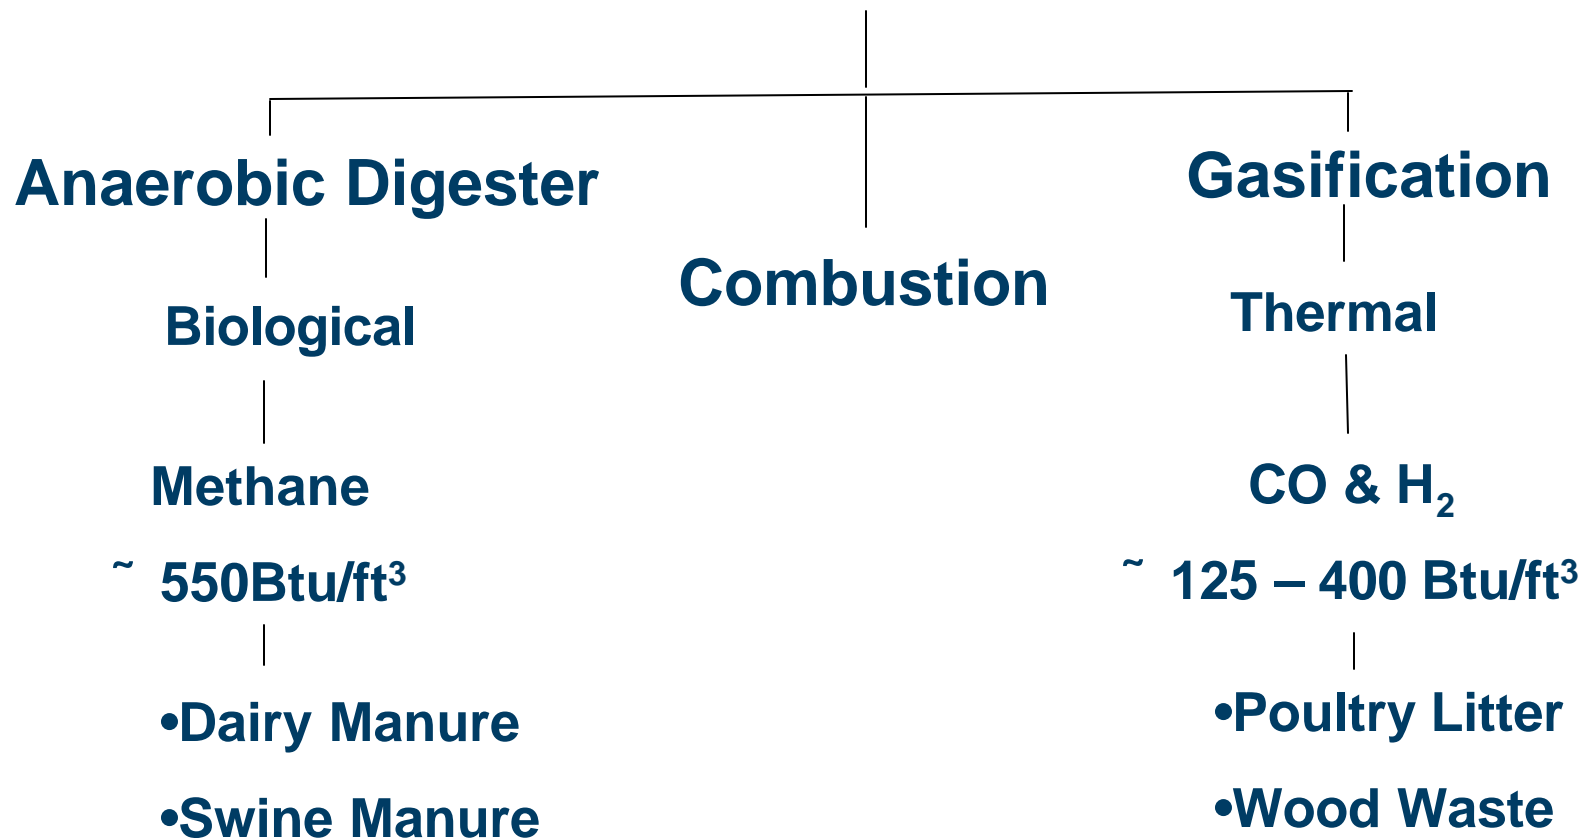 Anaerobic Digester
Biological
Methane
~ 550Btu/ft³
•Dairy Manure
•Swine Manure
Combustion
Gasification
Thermal
CO & H₂
~ 125 – 400 Btu/ft³
•Poultry Litter
•Wood Waste